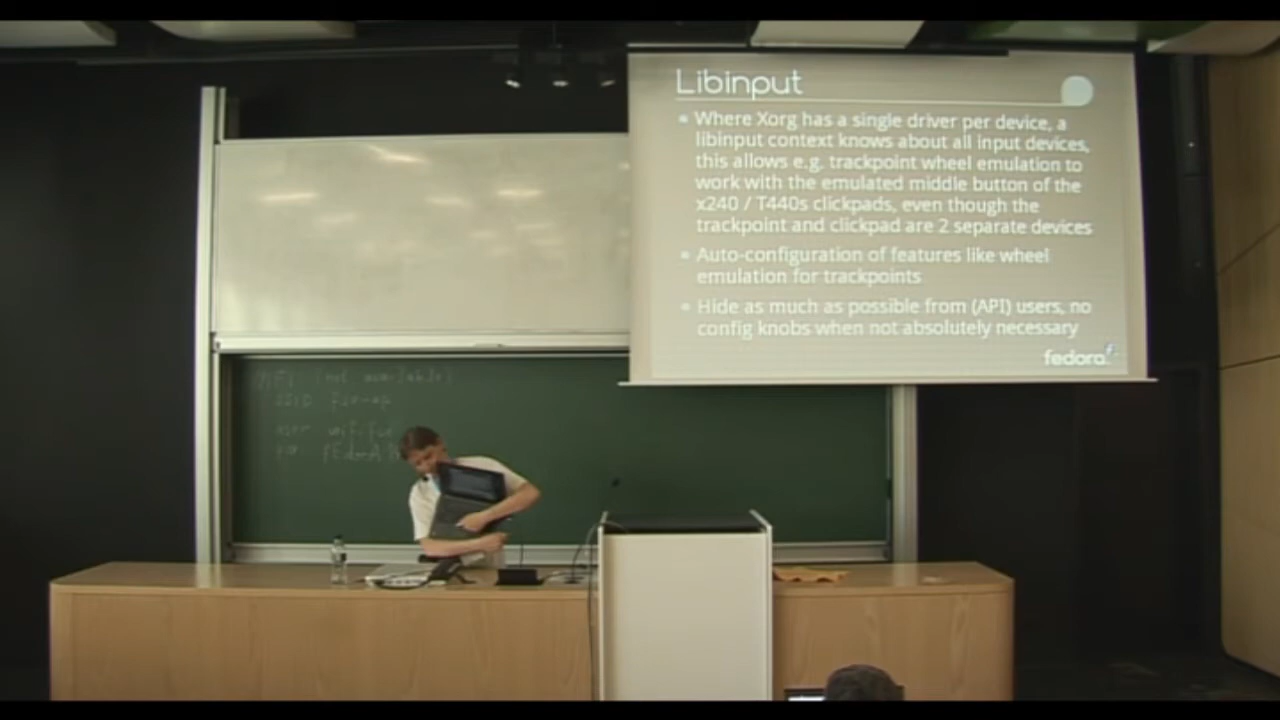 Libinput
Where Xorg has a single driver per device, a
libinput context knows about all input devices,
this allows e.g. trackpoint wheel emulation to
work with the emulated middle button of the
x240 / T440s clickpads, even though the
trackpoint and clickpad are 2 separate devices
Auto-configuration of features like wheel
emulation for trackpoints
Hide as much as possible from (API) users, no
config knobs when not absolutely necessary
fedora
(not available)
SSID